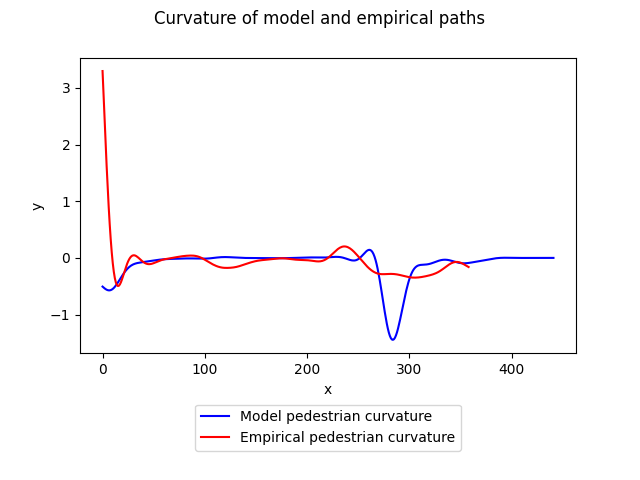 Curvature of model and empirical paths
3
2
1
0
−1
y
0
100
200
300
400
x
Model pedestrian curvature
Empirical pedestrian curvature